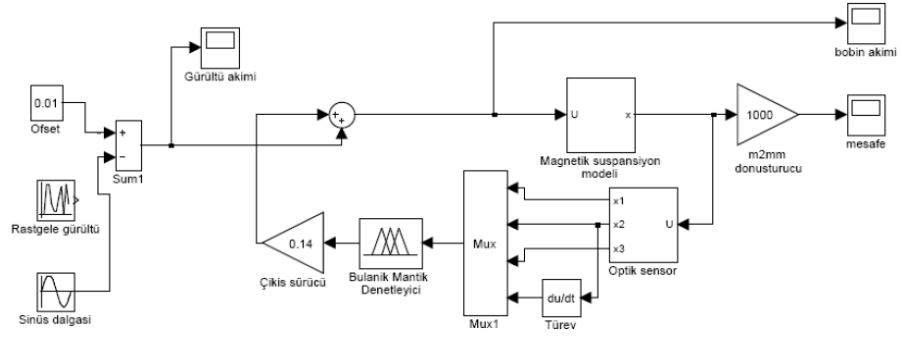 bobin akimi
Gürültü akimi
0.01
Ofset
+
−
Sum1
+
+
U
x
Magnetik suspansiyon
modeli
1000
m2mm
donusturucu
mesafe
Rastgele gürültü
Sinüs dalgasi
0.14
Çikis sürücü
Bulanik Mantik
Denetleyici
Mux
Mux1
x1
x2
x3
U
Optik sensor
du/dt
Türev